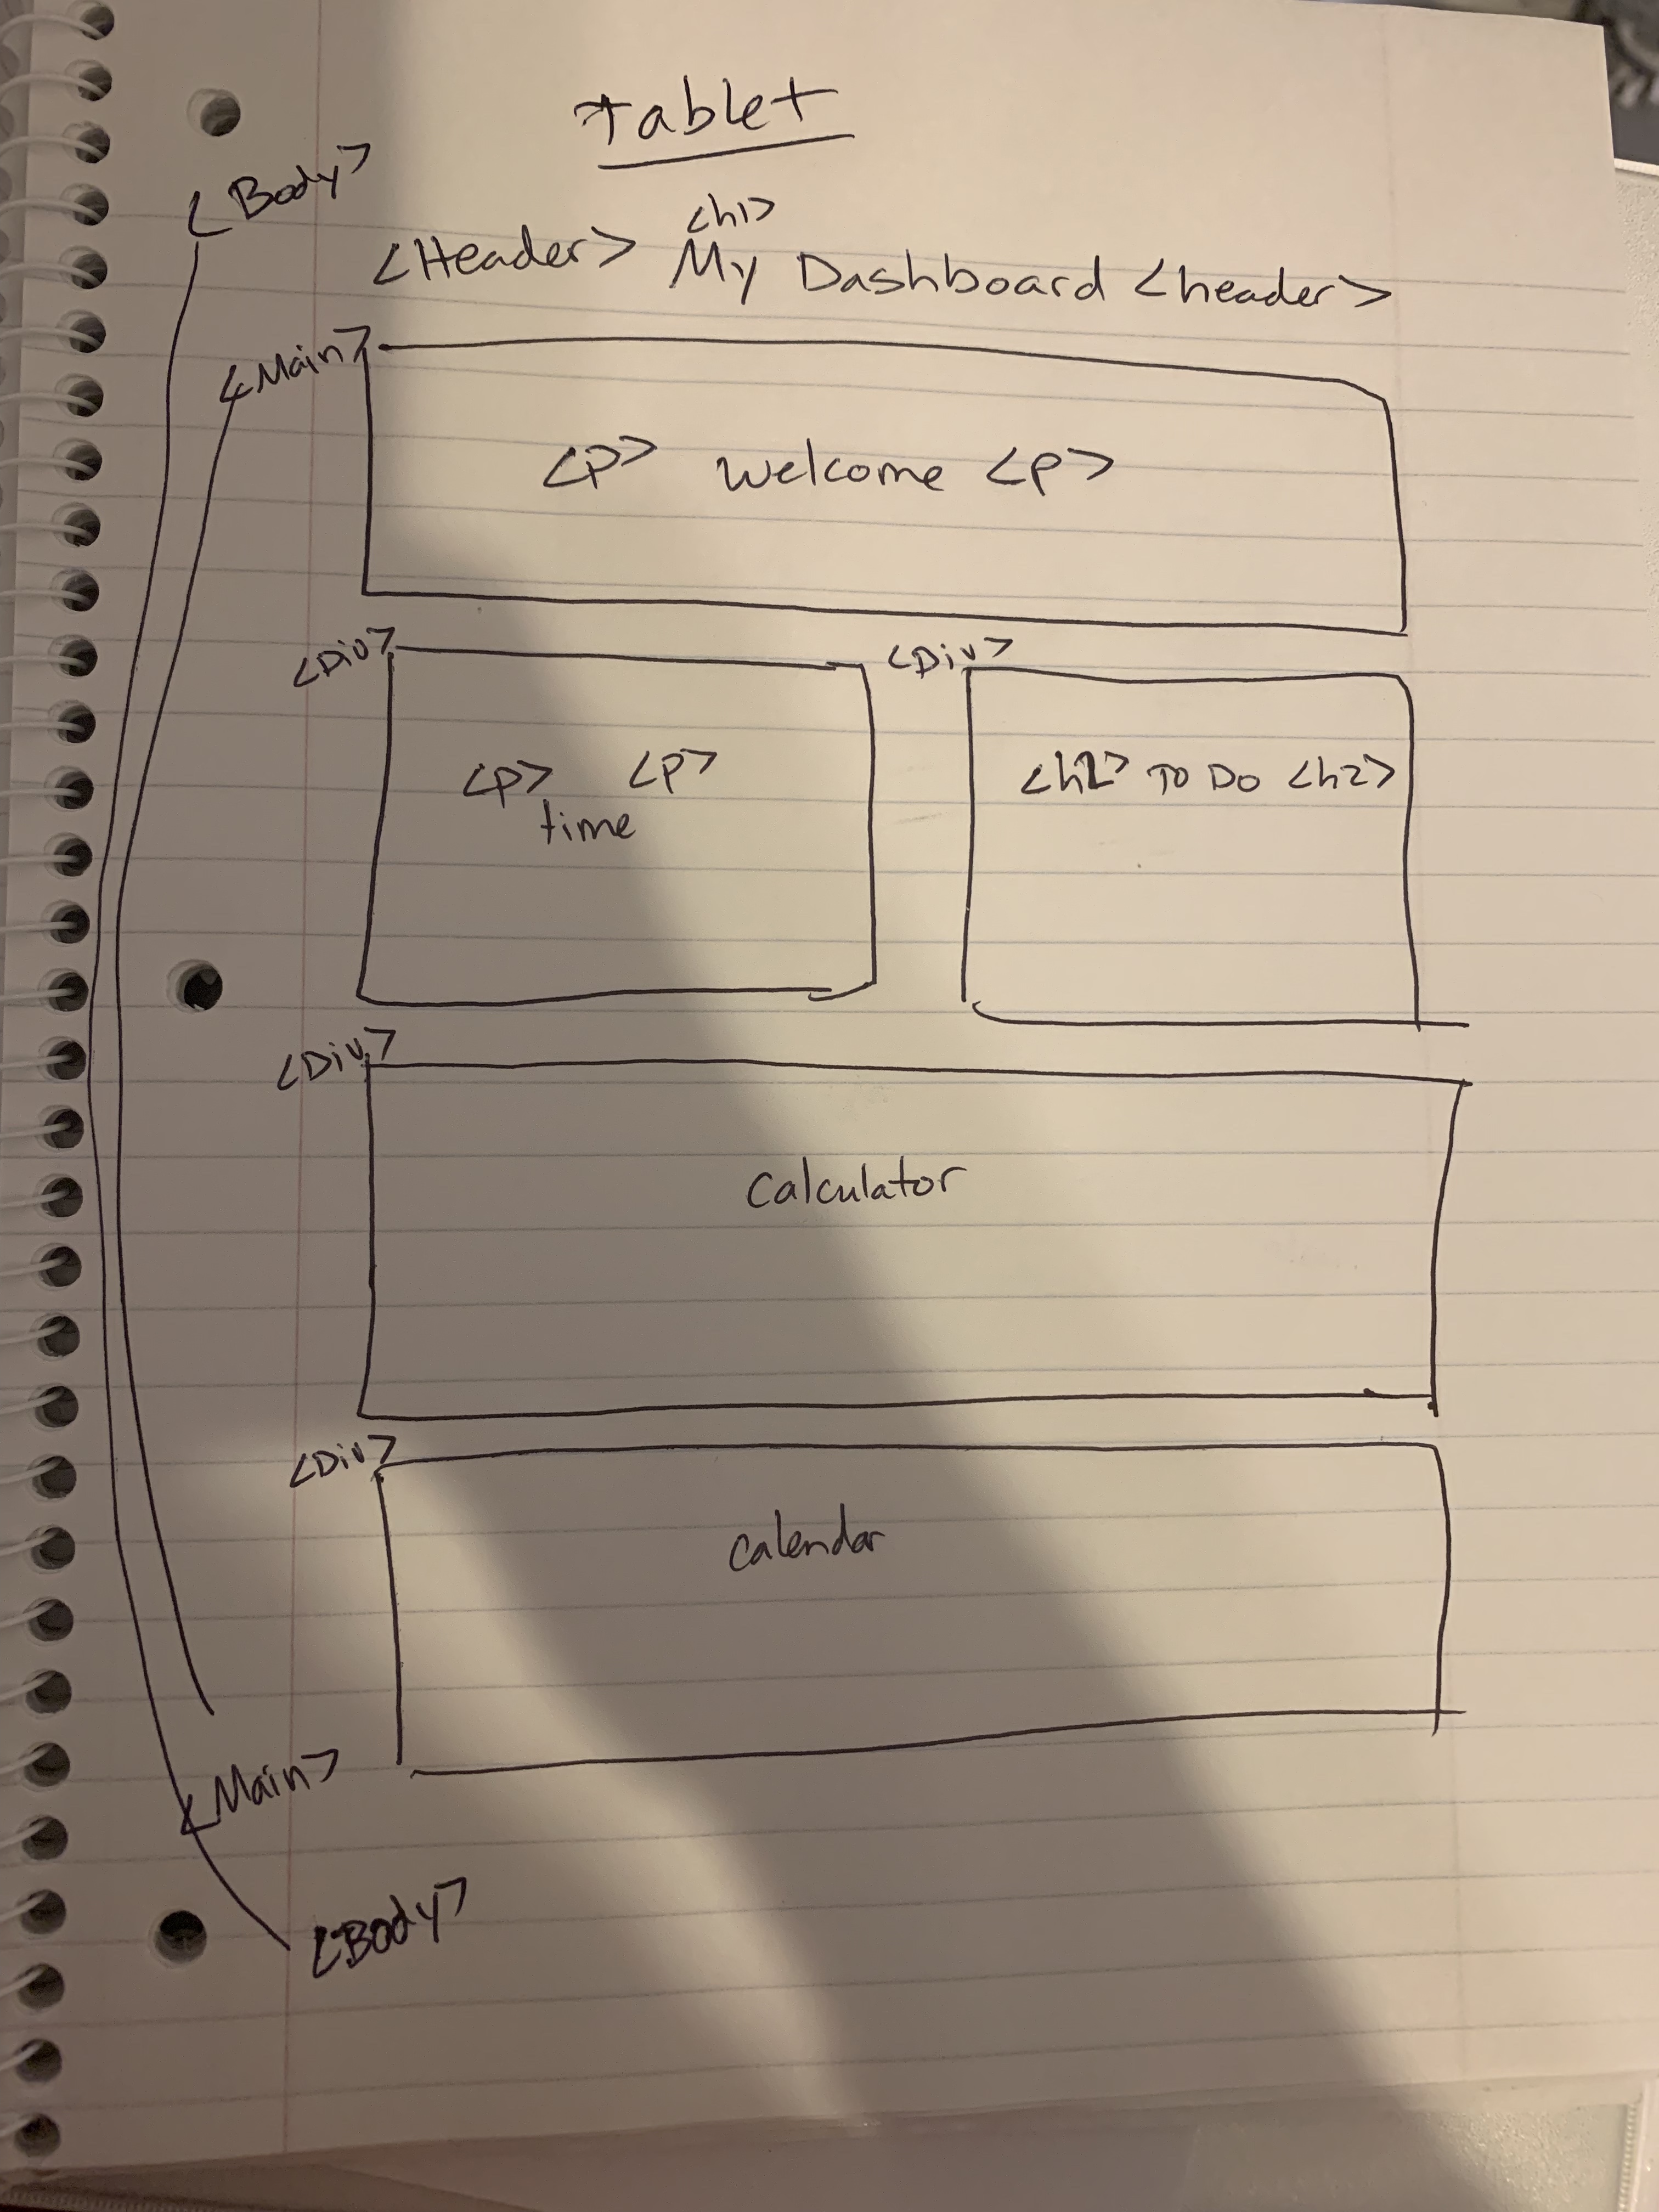 Tablet
<Body>
<h1>
<Header> My Dashboard <header>
<Main>
<p> welcome <p>
<Div> <Div>
<p> <p>
time
<h2> To Do <h2>
<Div>
Calculator
<Div>
Calendar
<Main>
<Body>